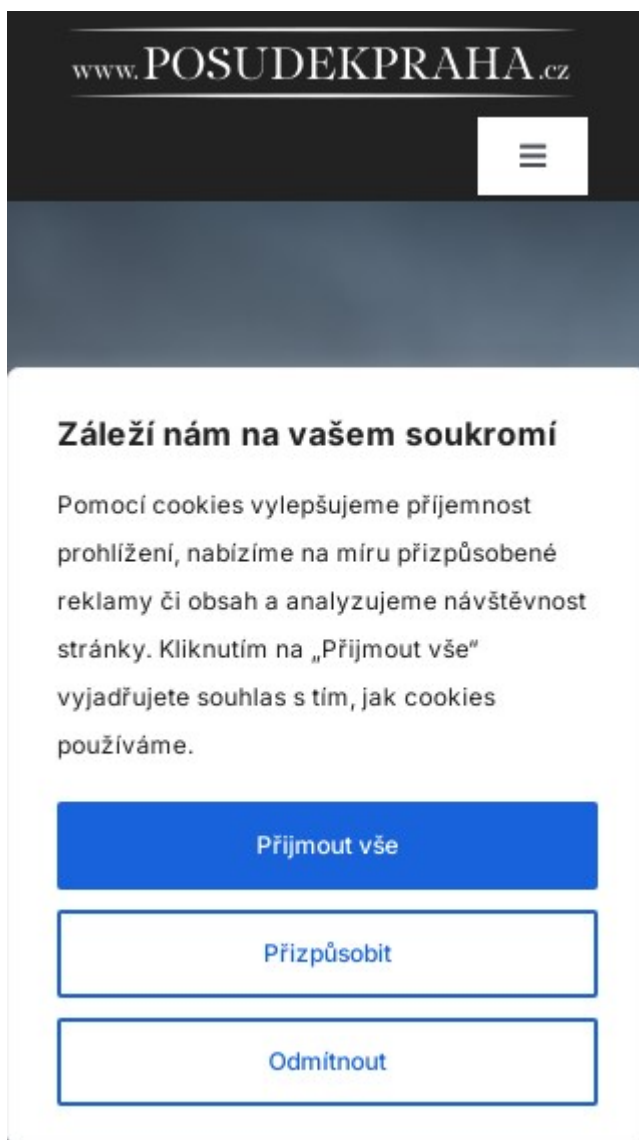 www.POSUDEKPRAHA.cz
Záleží nám na vašem soukromí
Pomocí cookies vylepšujeme příjemnost
prohlížení, nabízíme na míru přizpůsobené
reklamy či obsah a analyzujeme návštěvnost
stránky. Kliknutím na „Přijmout vše“
vyjadřujete souhlas s tím, jak cookies
používáme.
Přijmout vše
Přizpůsobit
Odmítnout